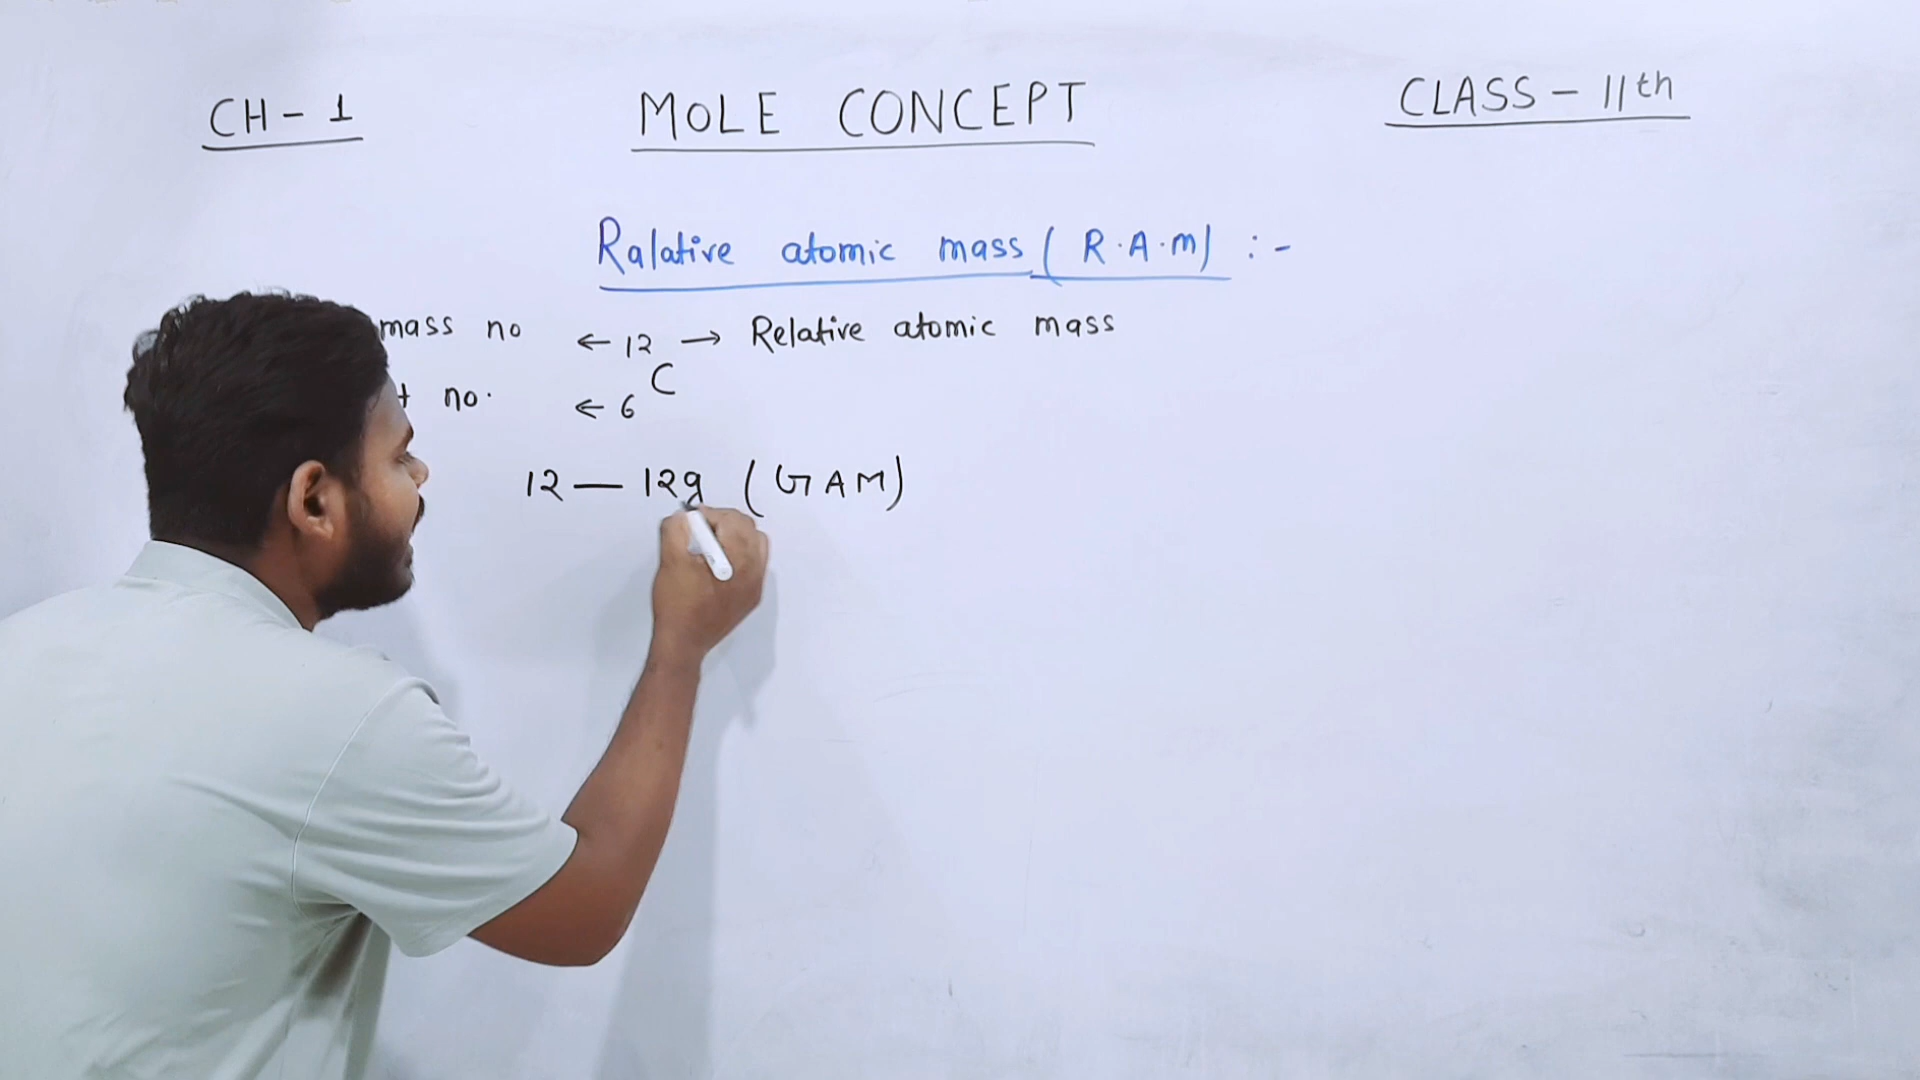 CH - 1 MOLE CONCEPT CLASS - 11th
Ralative atomic mass ( R.A.m) :-
mass no ← 12 → Relative atomic mass
C
no. ← 6
12 — 12g (GAM)